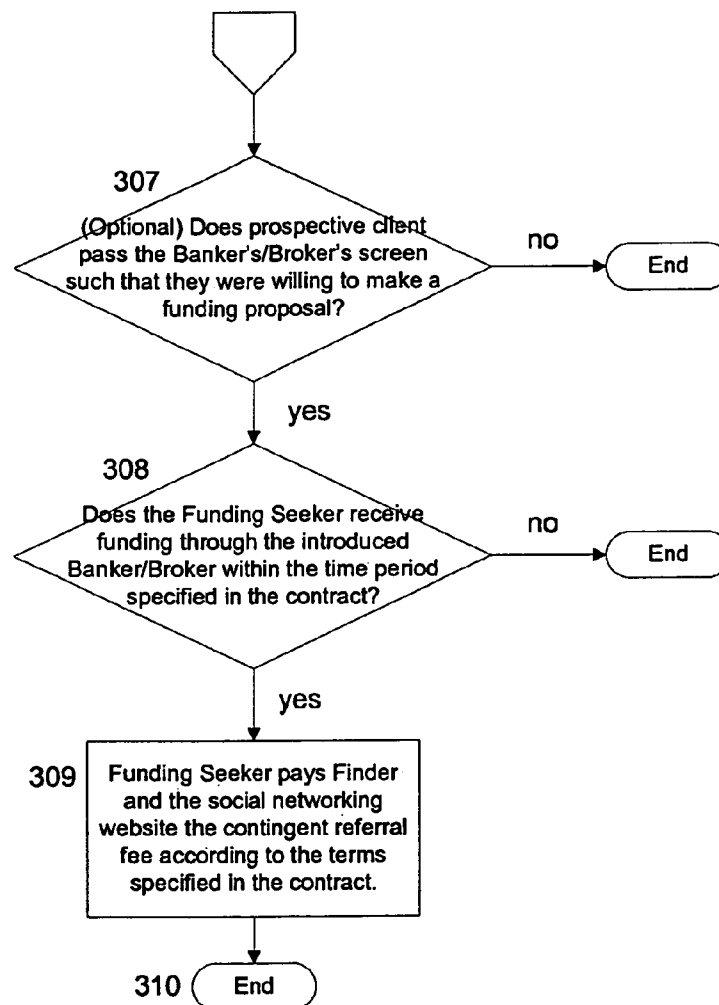 307
(Optional) Does prospective client
pass the Banker's/Broker's screen
such that they were willing to make a
funding proposal?
no
End
yes
308
Does the Funding Seeker receive
funding through the introduced
Banker/Broker within the time period
specified in the contract?
no
End
yes
309
Funding Seeker pays Finder
and the social networking
website the contingent referral
fee according to the terms
specified in the contract.
310
End